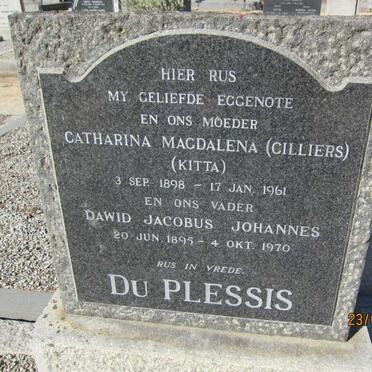 HIER RUS
MY GELIEFDE EGGENOTE
EN ONS MOEDER
CATHARINA MAGDALENA (CILLIERS)
(KITTA)
3 SEP. 1898 — 17 JAN. 1961
EN ONS VADER
DAWID JACOBUS JOHANNES
20 JUN. 1895 — 4 OKT. 1970
RUS IN VREDE.
DU PLESSIS
23/